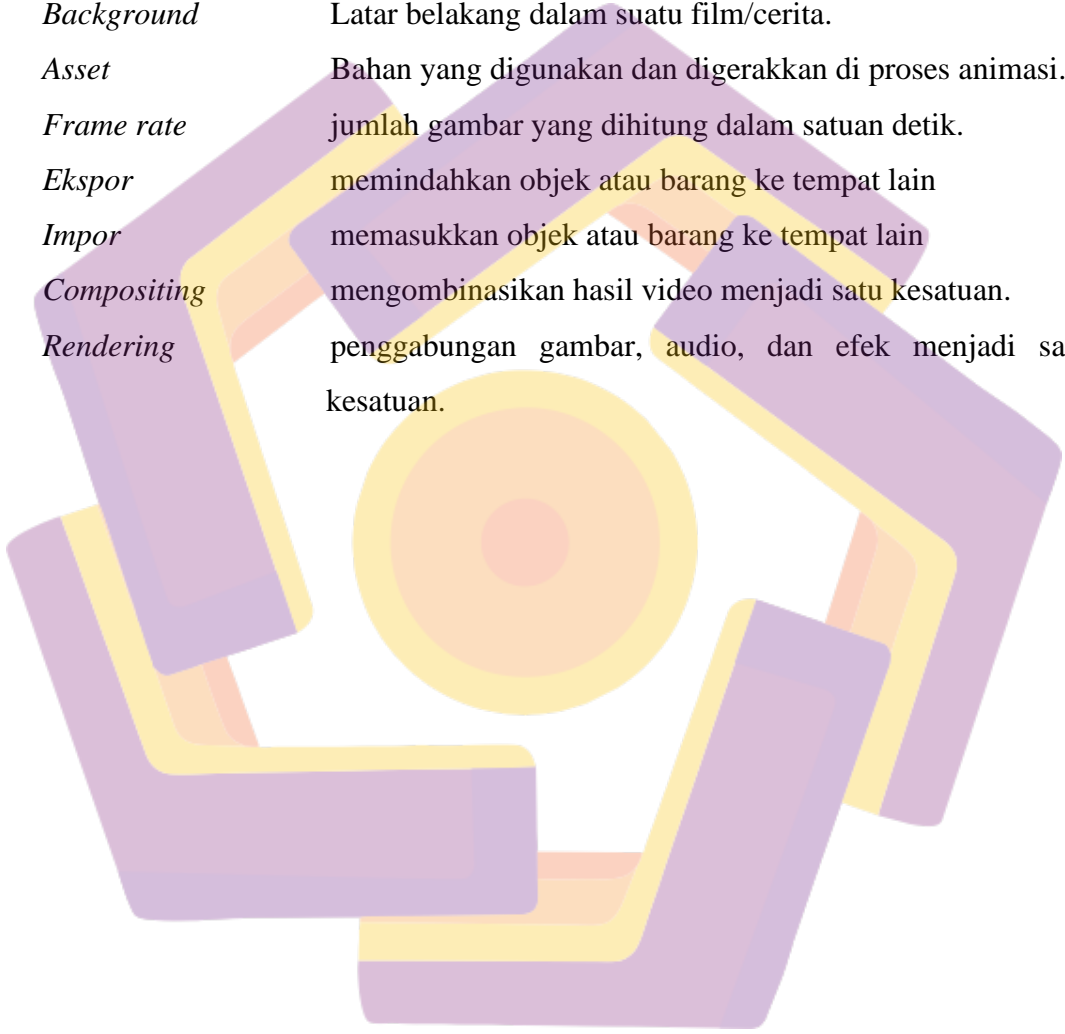 Background Latar belakang dalam suatu film/cerita.
Asset Bahan yang digunakan dan digerakkan di proses animasi.
Frame rate jumlah gambar yang dihitung dalam satuan detik.
Ekspor memindahkan objek atau barang ke tempat lain
Impor memasukkan objek atau barang ke tempat lain
Compositing mengombinasikan hasil video menjadi satu kesatuan.
Rendering penggabungan gambar, audio, dan efek menjadi sa
kesatuan.